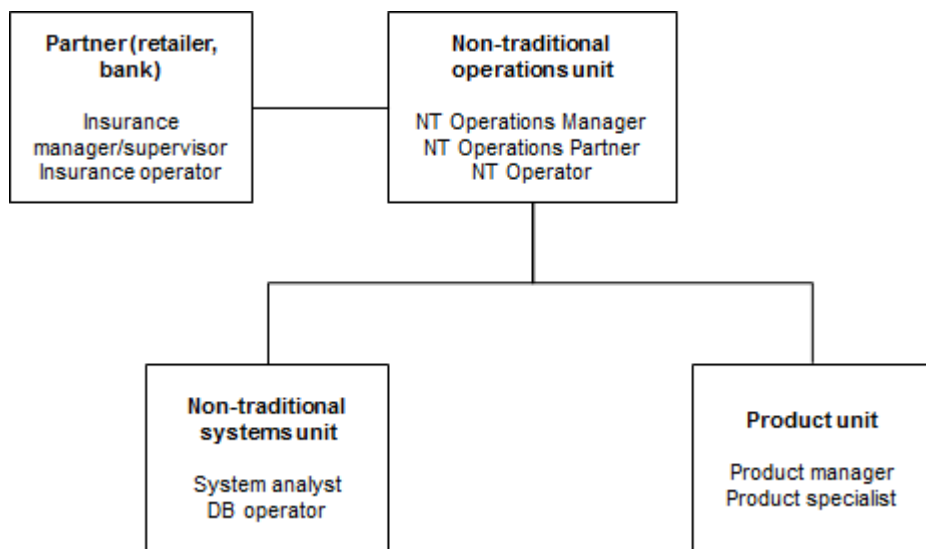 Partner (retailer,
bank)
Insurance
manager/supervisor
Insurance operator
Non-traditional
operations unit
NT Operations Manager
NT Operations Partner
NT Operator
Non-traditional
systems unit
System analyst
DB operator
Product unit
Product manager
Product specialist